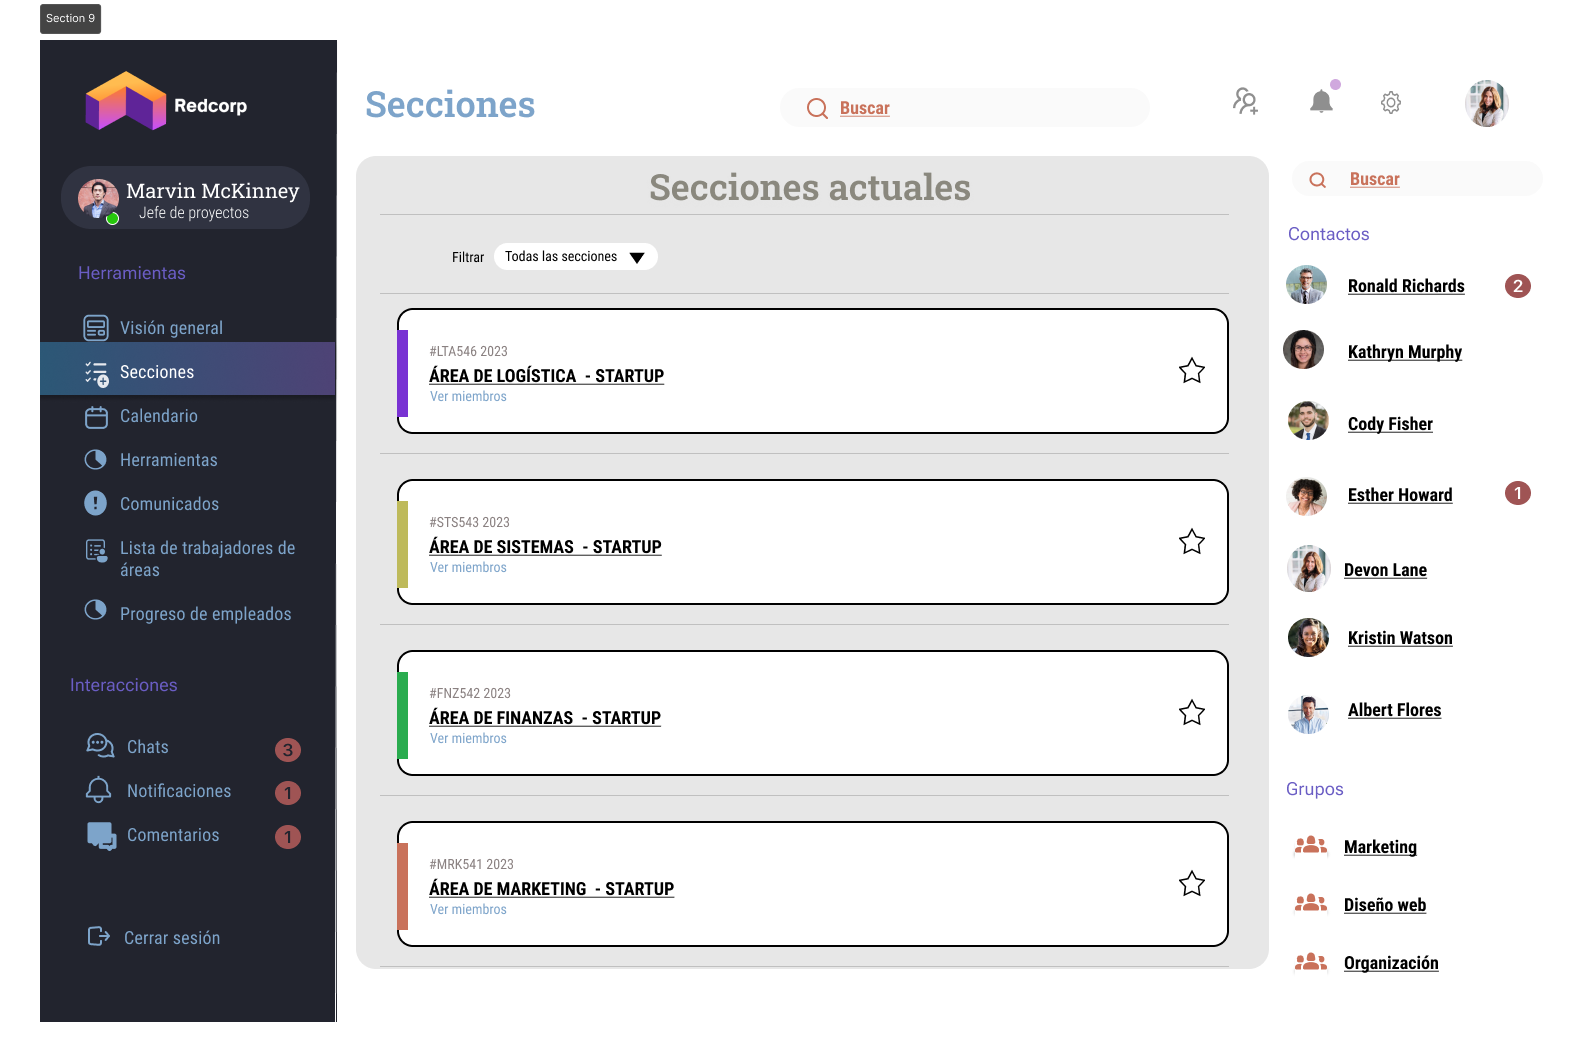 Section 9
Redcorp
Marvin McKinney
Jefe de proyectos
Herramientas
Visión general
Secciones
Calendario
Herramientas
Comunicados
Lista de trabajadores de
áreas
Progreso de empleados
Interacciones
Chats 3
Notificaciones 1
Comentarios 1
Cerrar sesión
Secciones
Buscar
Secciones actuales
Filtrar Todas las secciones
#LTA546 2023
ÁREA DE LOGÍSTICA - STARTUP
Ver miembros
#STS543 2023
ÁREA DE SISTEMAS - STARTUP
Ver miembros
#FNZ542 2023
ÁREA DE FINANZAS - STARTUP
Ver miembros
#MRK541 2023
ÁREA DE MARKETING - STARTUP
Ver miembros
Buscar
Contactos
Ronald Richards 2
Kathryn Murphy
Cody Fisher
Esther Howard 1
Devon Lane
Kristin Watson
Albert Flores
Grupos
Marketing
Diseño web
Organización